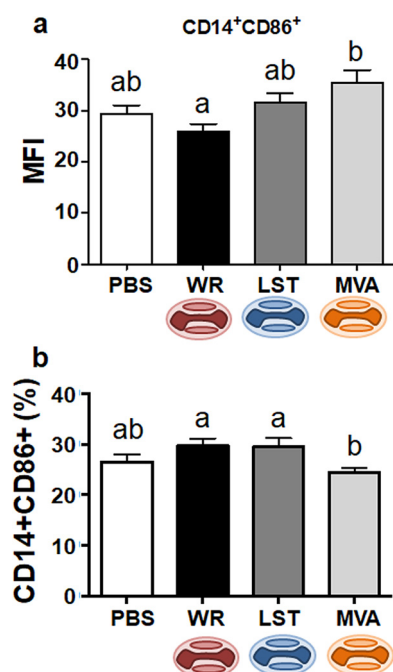 a
CD14⁺CD86⁺
MFI
40
30
20
10
0
ab
a
ab
b
PBS
WR
LST
MVA
b
CD14+CD86+ (%)
40
30
20
10
0
ab
a
a
b
PBS
WR
LST
MVA